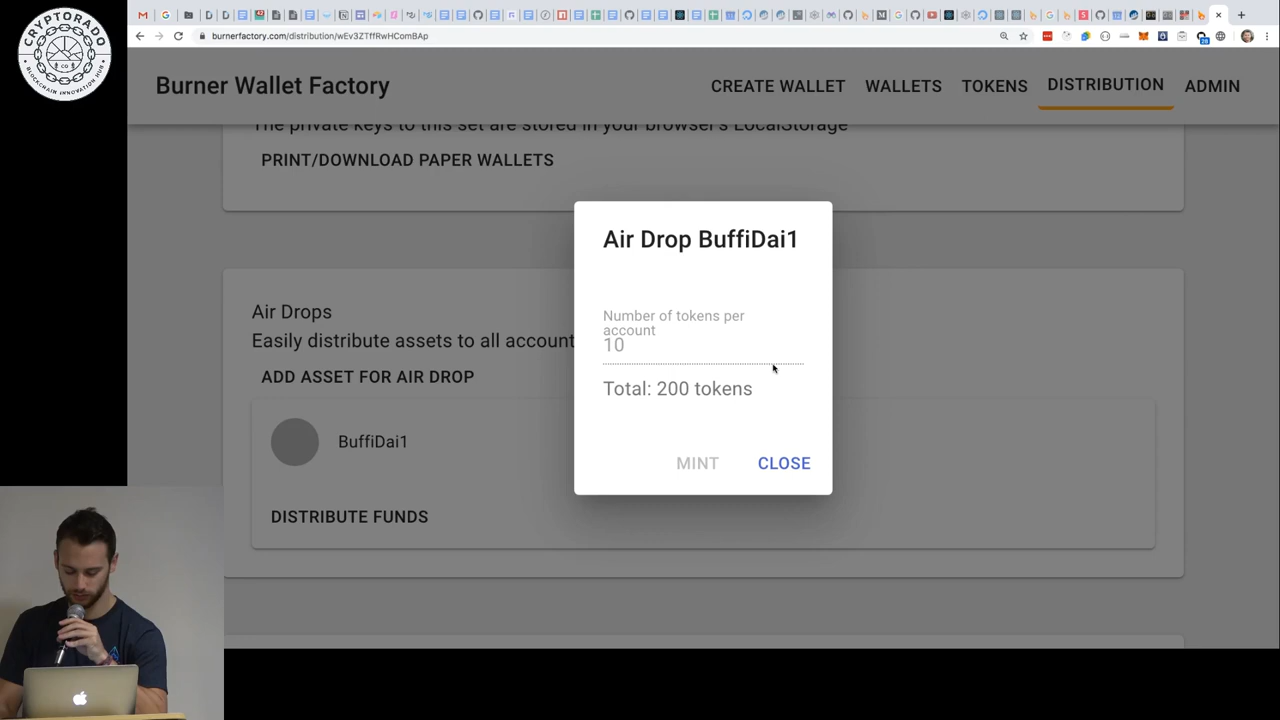 CRYPTORADO
BLOCKCHAIN INNOVATION HUB
CO
burnerfactory.com/distribution/wEv3ZTffRwHComBAp
Burner Wallet Factory
CREATE WALLET
WALLETS
TOKENS
DISTRIBUTION
ADMIN
The private keys to this set are stored in your browser's LocalStorage
PRINT/DOWNLOAD PAPER WALLETS
Air Drop BuffiDai1
Number of tokens per
account
10
Total: 200 tokens
MINT
CLOSE
Air Drops
Easily distribute assets to all account
ADD ASSET FOR AIR DROP
BuffiDai1
DISTRIBUTE FUNDS